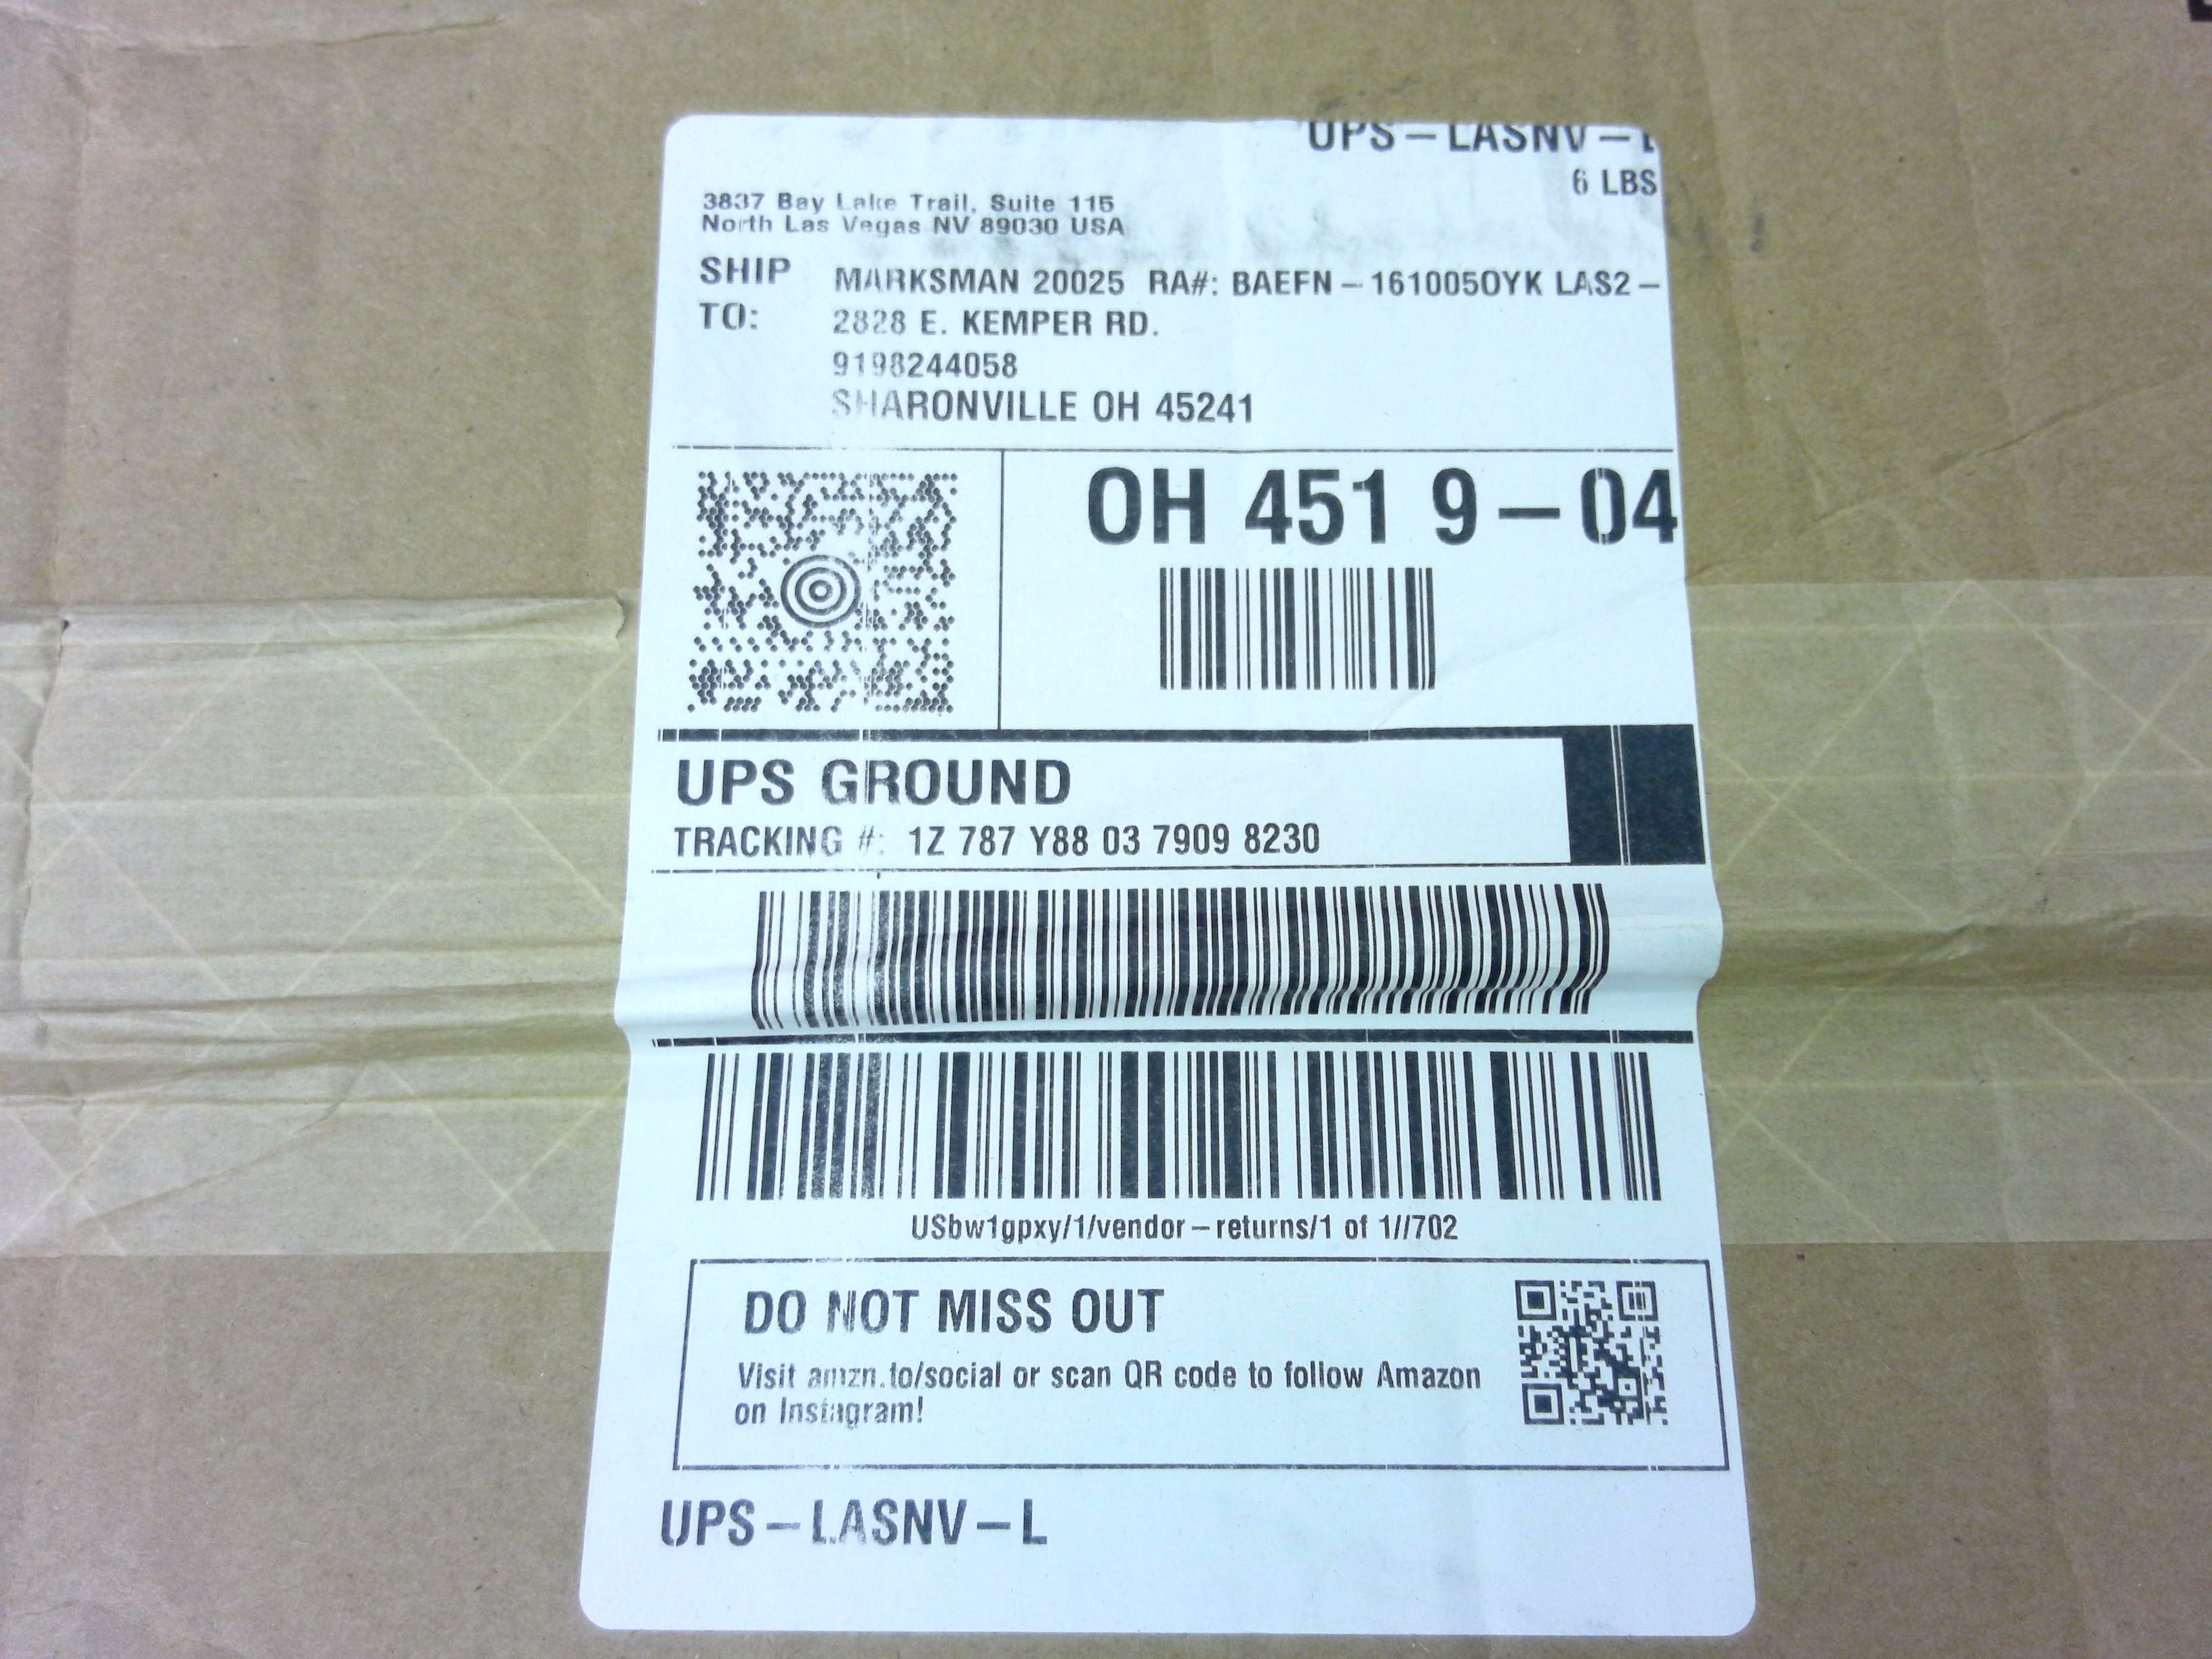 UPS – LASNV – L
6 LBS
3837 Bay Lake Trail, Suite 115
North Las Vegas NV 89030 USA
SHIP TO:
MARKSMAN 20025 RA#: BAEFN – 161005OYK LAS2 –
2828 E. KEMPER RD.
9198244058
SHARONVILLE OH 45241
OH 451 9 – 04
UPS GROUND
TRACKING #: 1Z 787 Y88 03 7909 8230
USbw1gpxy/1/vendor – returns/1 of 1//702
DO NOT MISS OUT
Visit amzn.to/social or scan QR code to follow Amazon
on Instagram!
UPS – LASNV – L